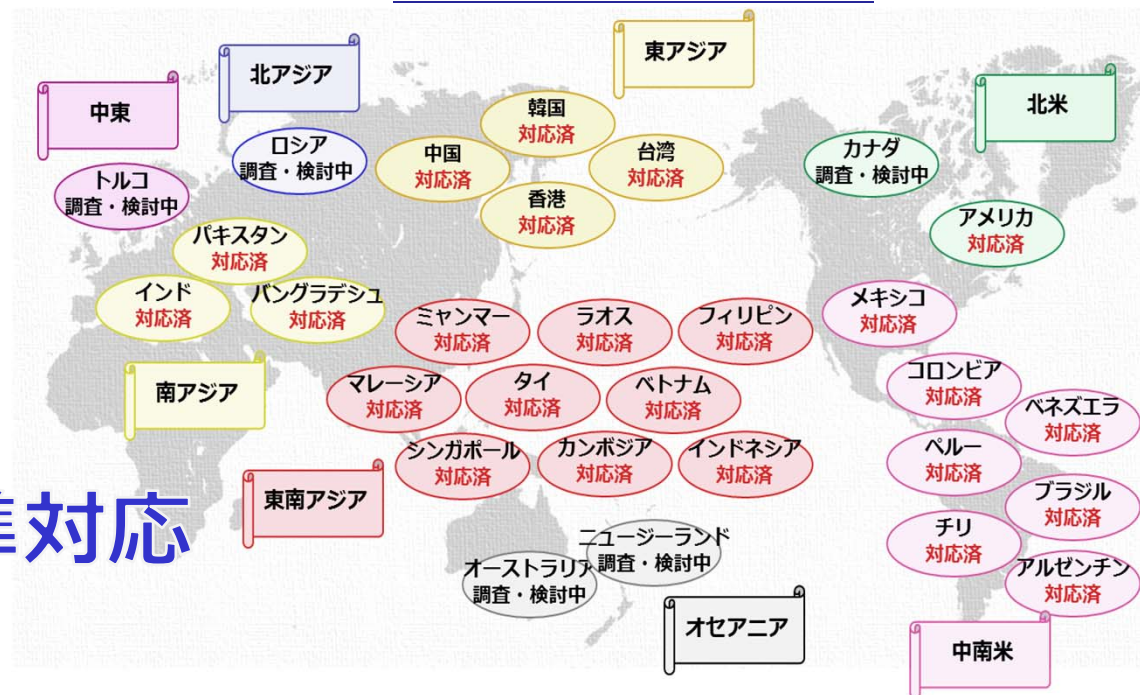 東アジア
北アジア
中東
北米
韓国
対応済
中国
対応済
台湾
対応済
香港
対応済
ロシア
調査・検討中
トルコ
調査・検討中
カナダ
調査・検討中
アメリカ
対応済
パキスタン
対応済
インド
対応済
バングラデシュ
対応済
南アジア
ミャンマー
対応済
ラオス
対応済
フィリピン
対応済
マレーシア
対応済
タイ
対応済
ベトナム
対応済
シンガポール
対応済
カンボジア
対応済
インドネシア
対応済
東南アジア
メキシコ
対応済
コロンビア
対応済
ベネズエラ
対応済
ペルー
対応済
ブラジル
対応済
チリ
対応済
アルゼンチン
対応済
中南米
準対応
ニュージーランド
調査・検討中
オーストラリア
調査・検討中
オセアニア